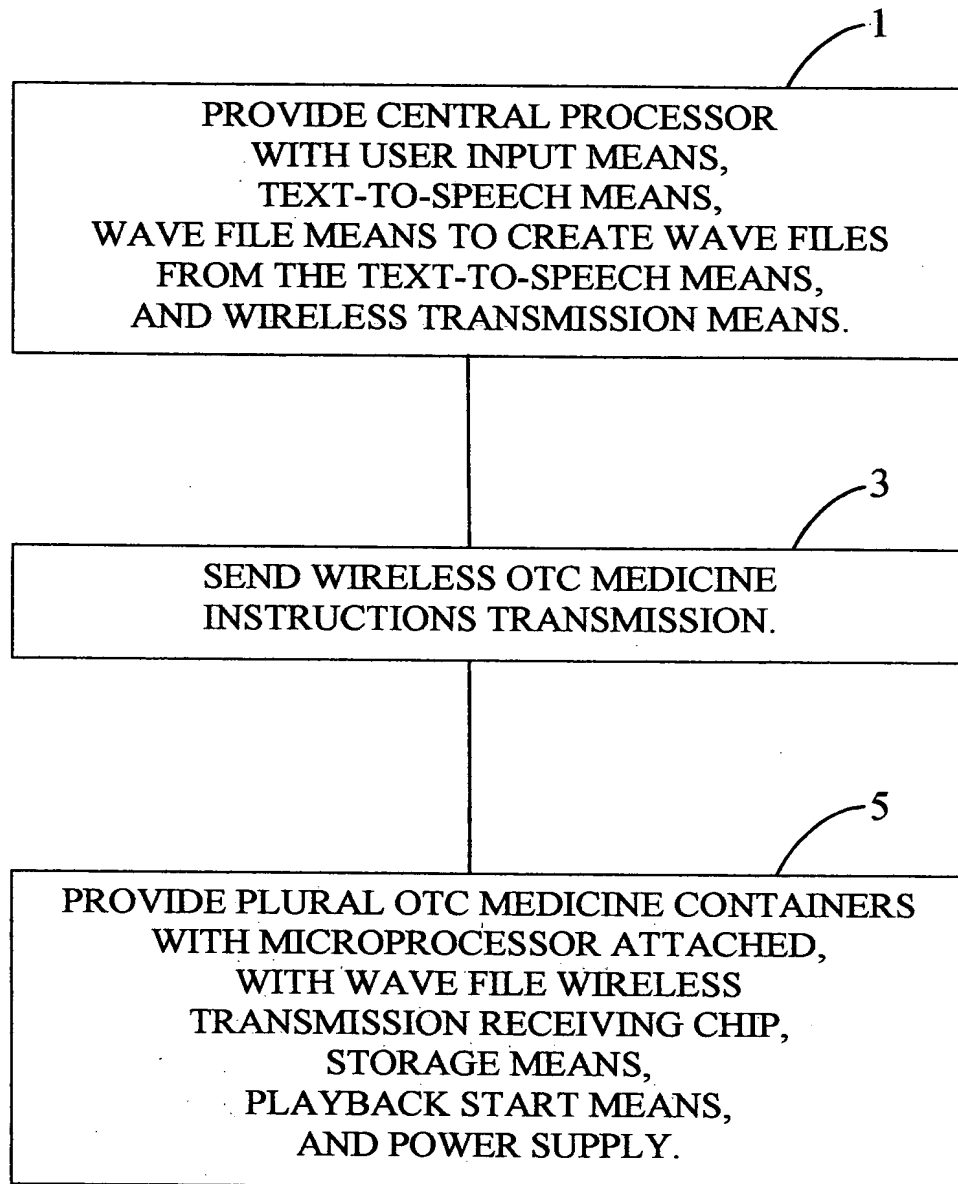 1
PROVIDE CENTRAL PROCESSOR
WITH USER INPUT MEANS,
TEXT-TO-SPEECH MEANS,
WAVE FILE MEANS TO CREATE WAVE FILES
FROM THE TEXT-TO-SPEECH MEANS,
AND WIRELESS TRANSMISSION MEANS.
3
SEND WIRELESS OTC MEDICINE
INSTRUCTIONS TRANSMISSION.
5
PROVIDE PLURAL OTC MEDICINE CONTAINERS
WITH MICROPROCESSOR ATTACHED,
WITH WAVE FILE WIRELESS
TRANSMISSION RECEIVING CHIP,
STORAGE MEANS,
PLAYBACK START MEANS,
AND POWER SUPPLY.